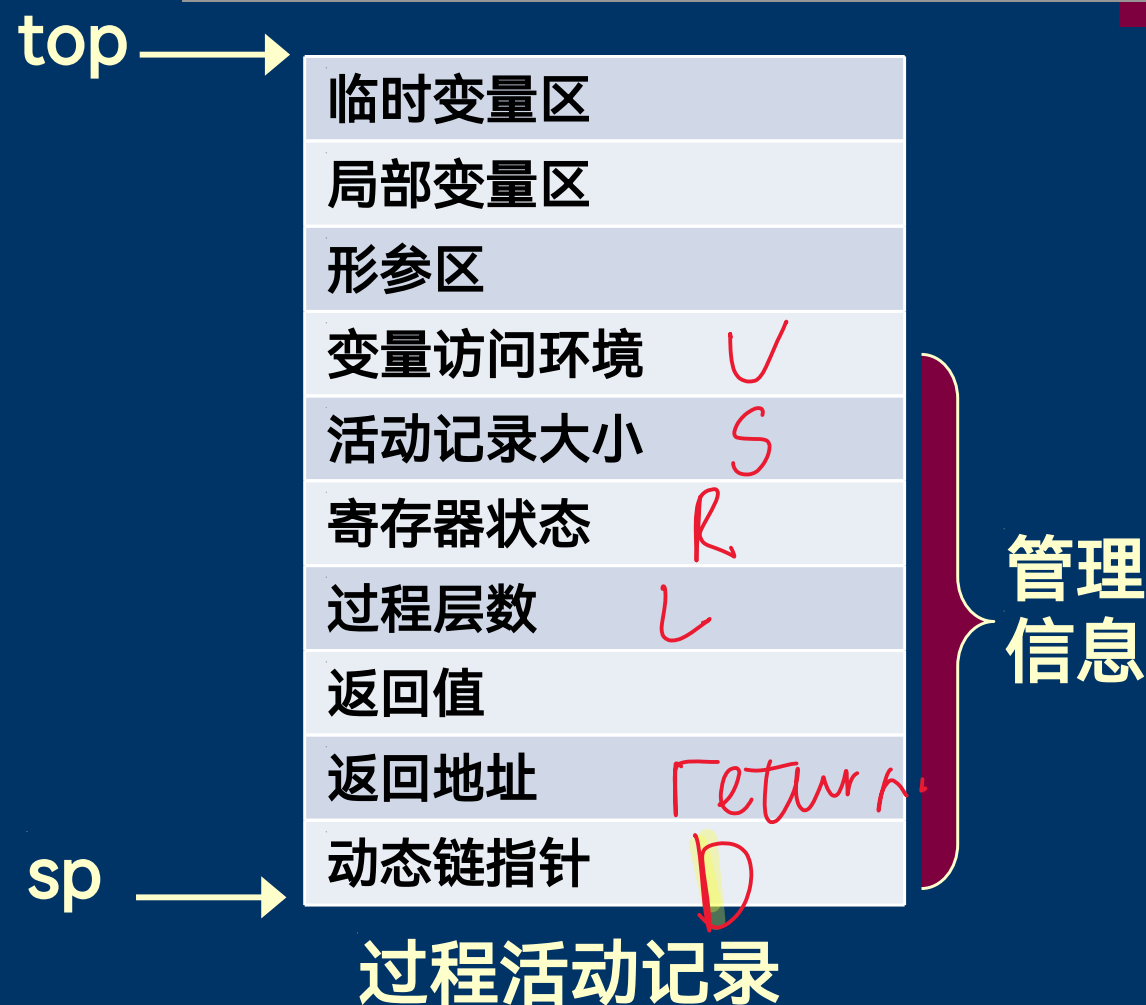 top
临时变量区
局部变量区
形参区
变量访问环境 V
活动记录大小 S
寄存器状态 R
过程层数 L
返回值
返回地址 return
动态链指针 D
sp
管理
信息
过程活动记录